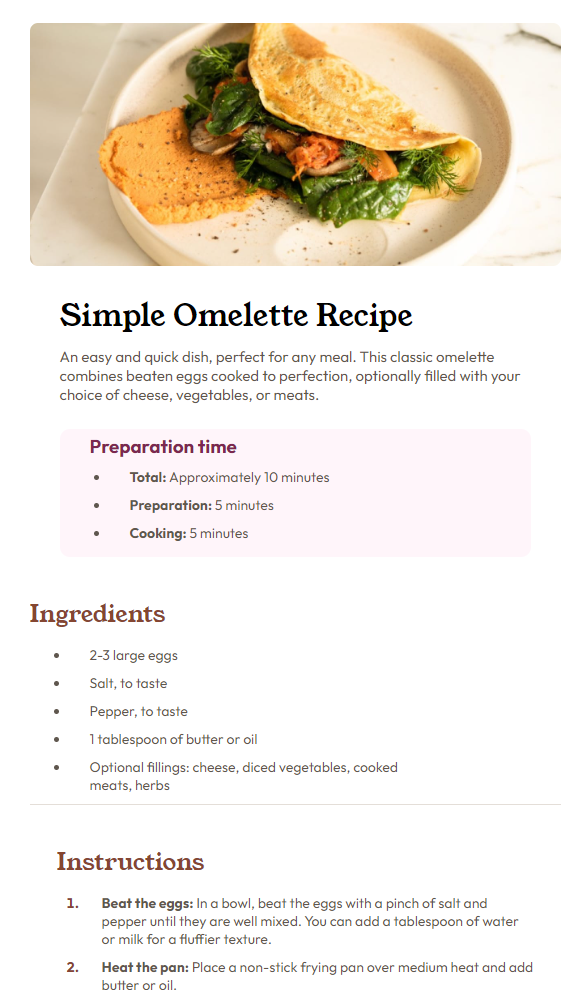 Simple Omelette Recipe
An easy and quick dish, perfect for any meal. This classic omelette
combines beaten eggs cooked to perfection, optionally filled with your
choice of cheese, vegetables, or meats.
Preparation time
• Total: Approximately 10 minutes
• Preparation: 5 minutes
• Cooking: 5 minutes
Ingredients
• 2-3 large eggs
• Salt, to taste
• Pepper, to taste
• 1 tablespoon of butter or oil
• Optional fillings: cheese, diced vegetables, cooked
meats, herbs
Instructions
1. Beat the eggs: In a bowl, beat the eggs with a pinch of salt and
pepper until they are well mixed. You can add a tablespoon of water
or milk for a fluffier texture.
2. Heat the pan: Place a non-stick frying pan over medium heat and add
butter or oil.